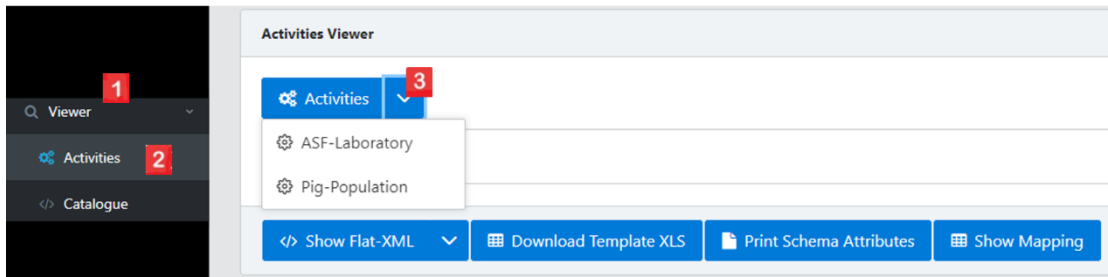 Activities Viewer
1
Viewer
Activities
3
Activities
2
Catalogue
ASF-Laboratory
Pig-Population
</> Show Flat-XML
Download Template XLS
Print Schema Attributes
Show Mapping